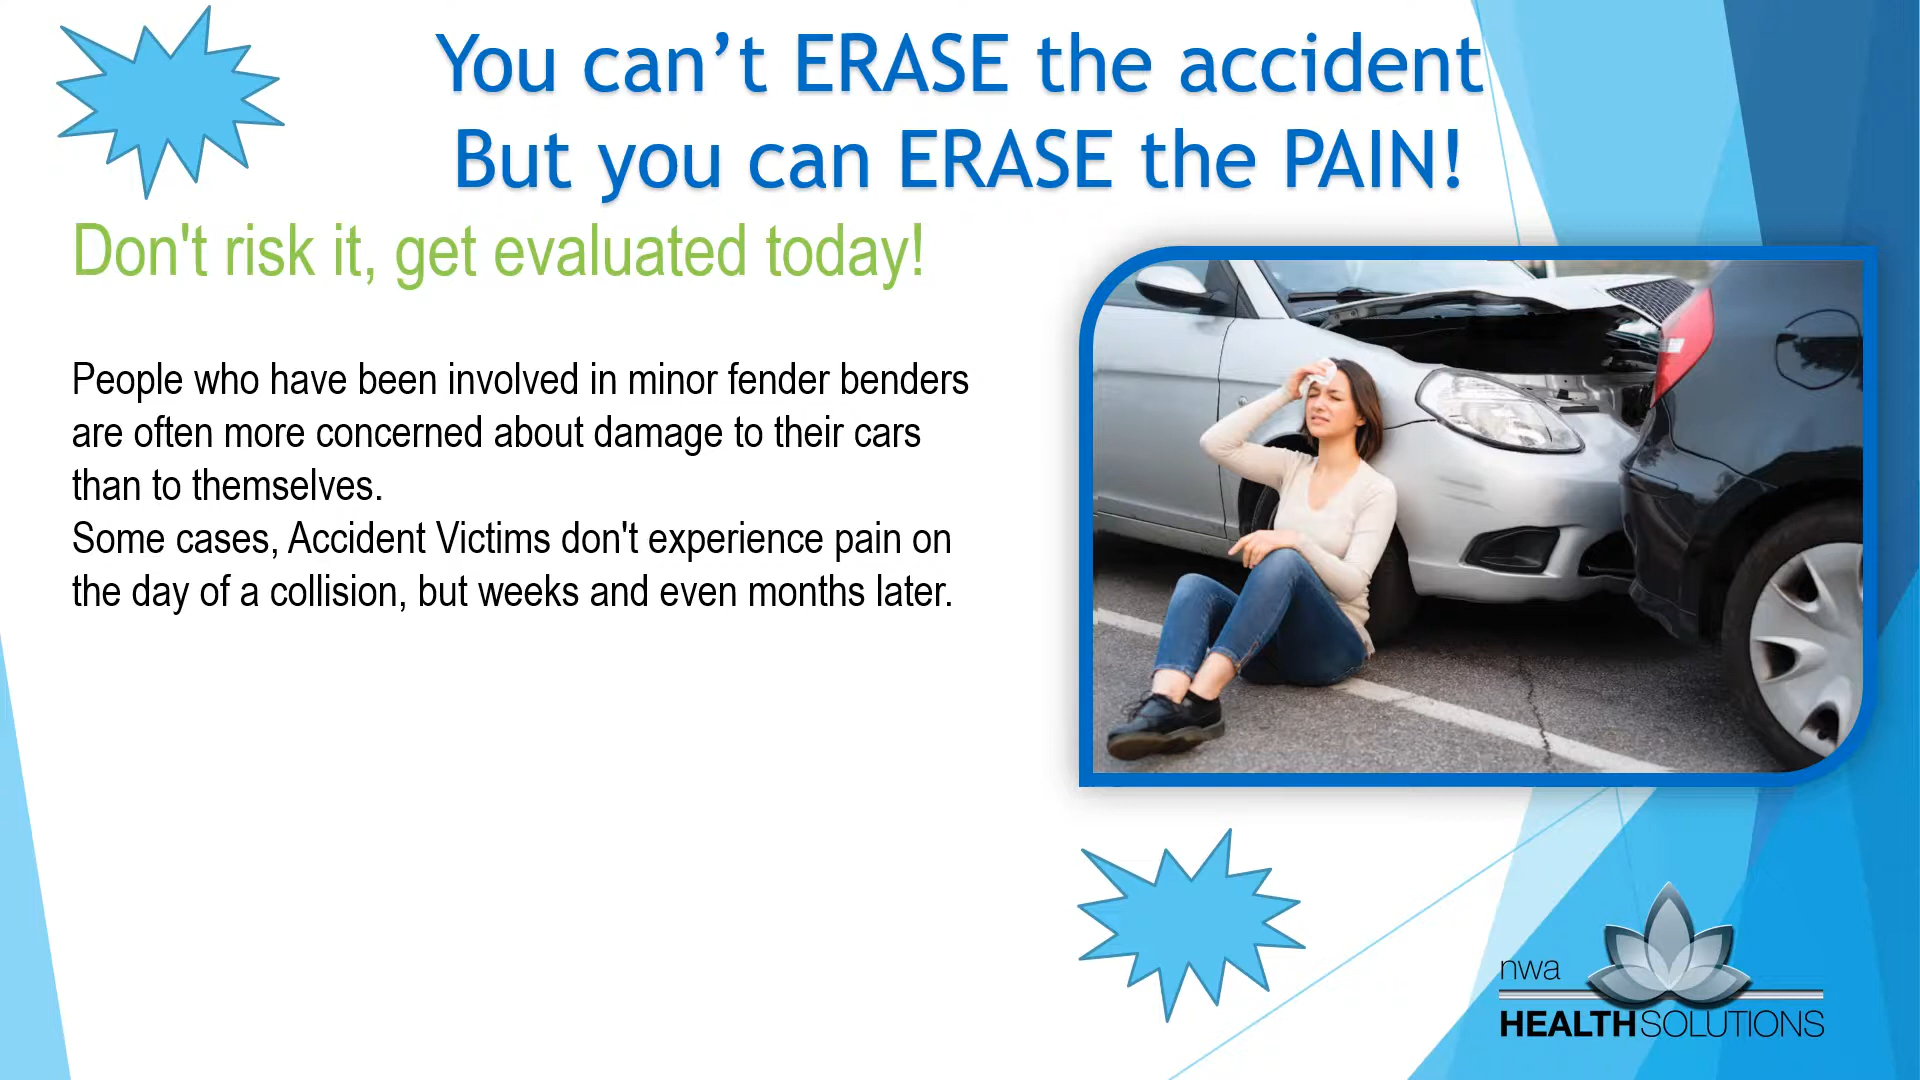 You can’t ERASE the accident
But you can ERASE the PAIN!
Don't risk it, get evaluated today!
People who have been involved in minor fender benders
are often more concerned about damage to their cars
than to themselves.
Some cases, Accident Victims don't experience pain on
the day of a collision, but weeks and even months later.
nwa
HEALTHSOLUTIONS